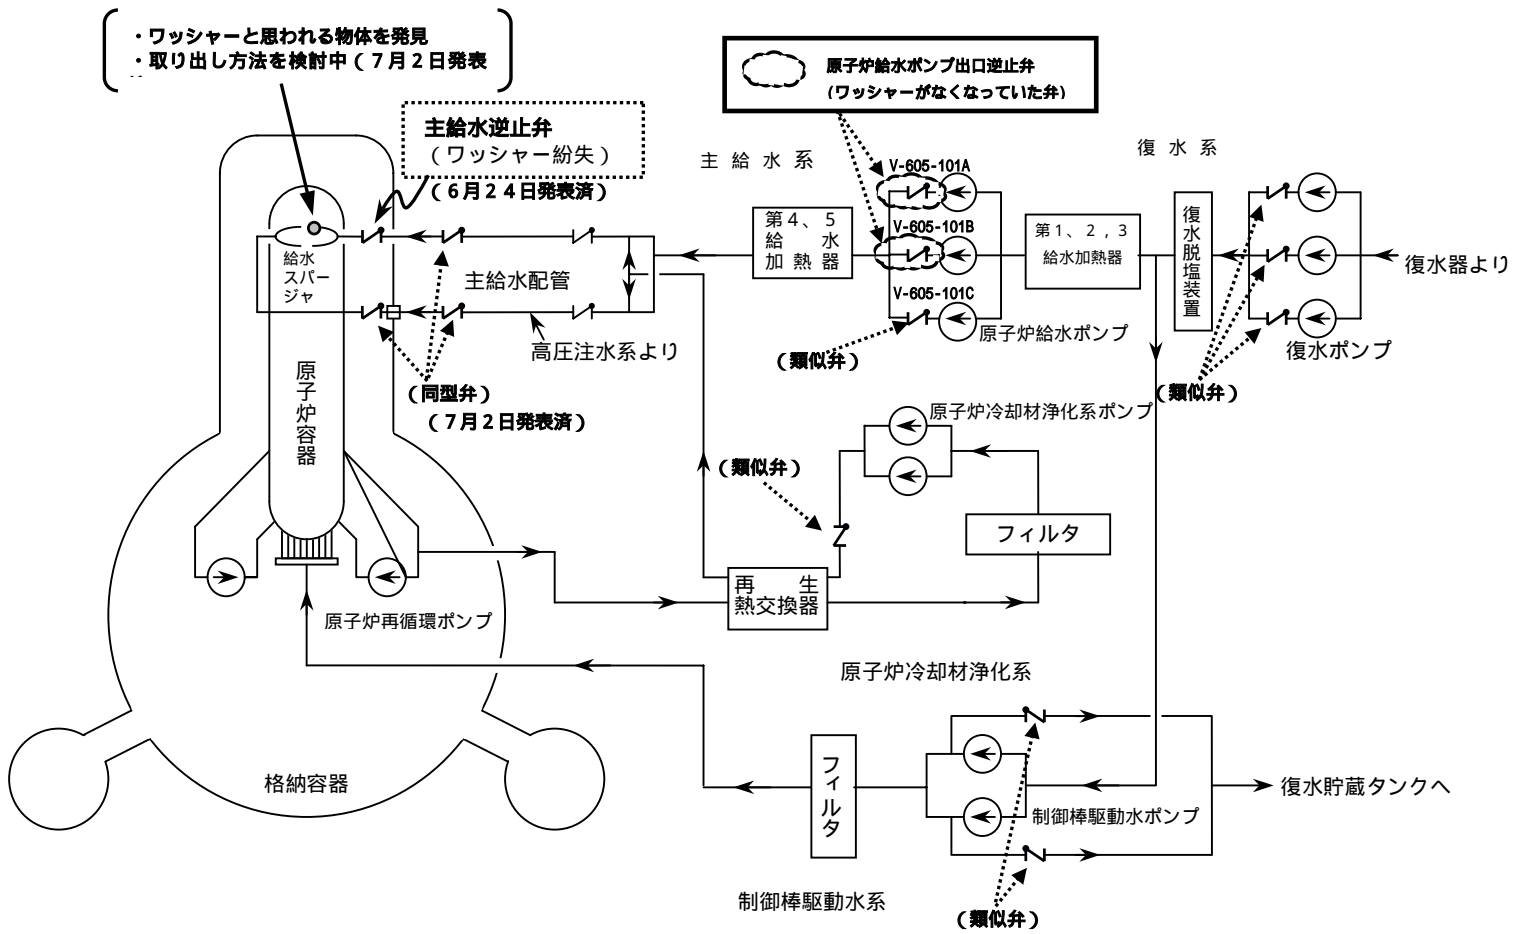 ・ワッシャーと思われる物体を発見
・取り出し方法を検討中（７月２日発表
原子炉給水ポンプ出口逆止弁
(ワッシャーがなくなっていた弁)
主給水逆止弁
（ワッシャー紛失）
（６月２４日発表済）
主給水系
復水系
V-605-101A
V-605-101B
V-605-101C
第４、５
給水
加熱器
第１、２，３
給水加熱器
復水脱塩装置
復水器より
給水
スパー
ジャ
主給水配管
高圧注水系より
原子炉給水ポンプ
復水ポンプ
（類似弁）
（類似弁）
（同型弁）
（７月２日発表済）
原子炉容器
原子炉冷却材浄化系ポンプ
（類似弁）
フィルタ
再生
熱交換器
原子炉再循環ポンプ
原子炉冷却材浄化系
格納容器
フィルタ
制御棒駆動水ポンプ
復水貯蔵タンクへ
制御棒駆動水系
（類似弁）